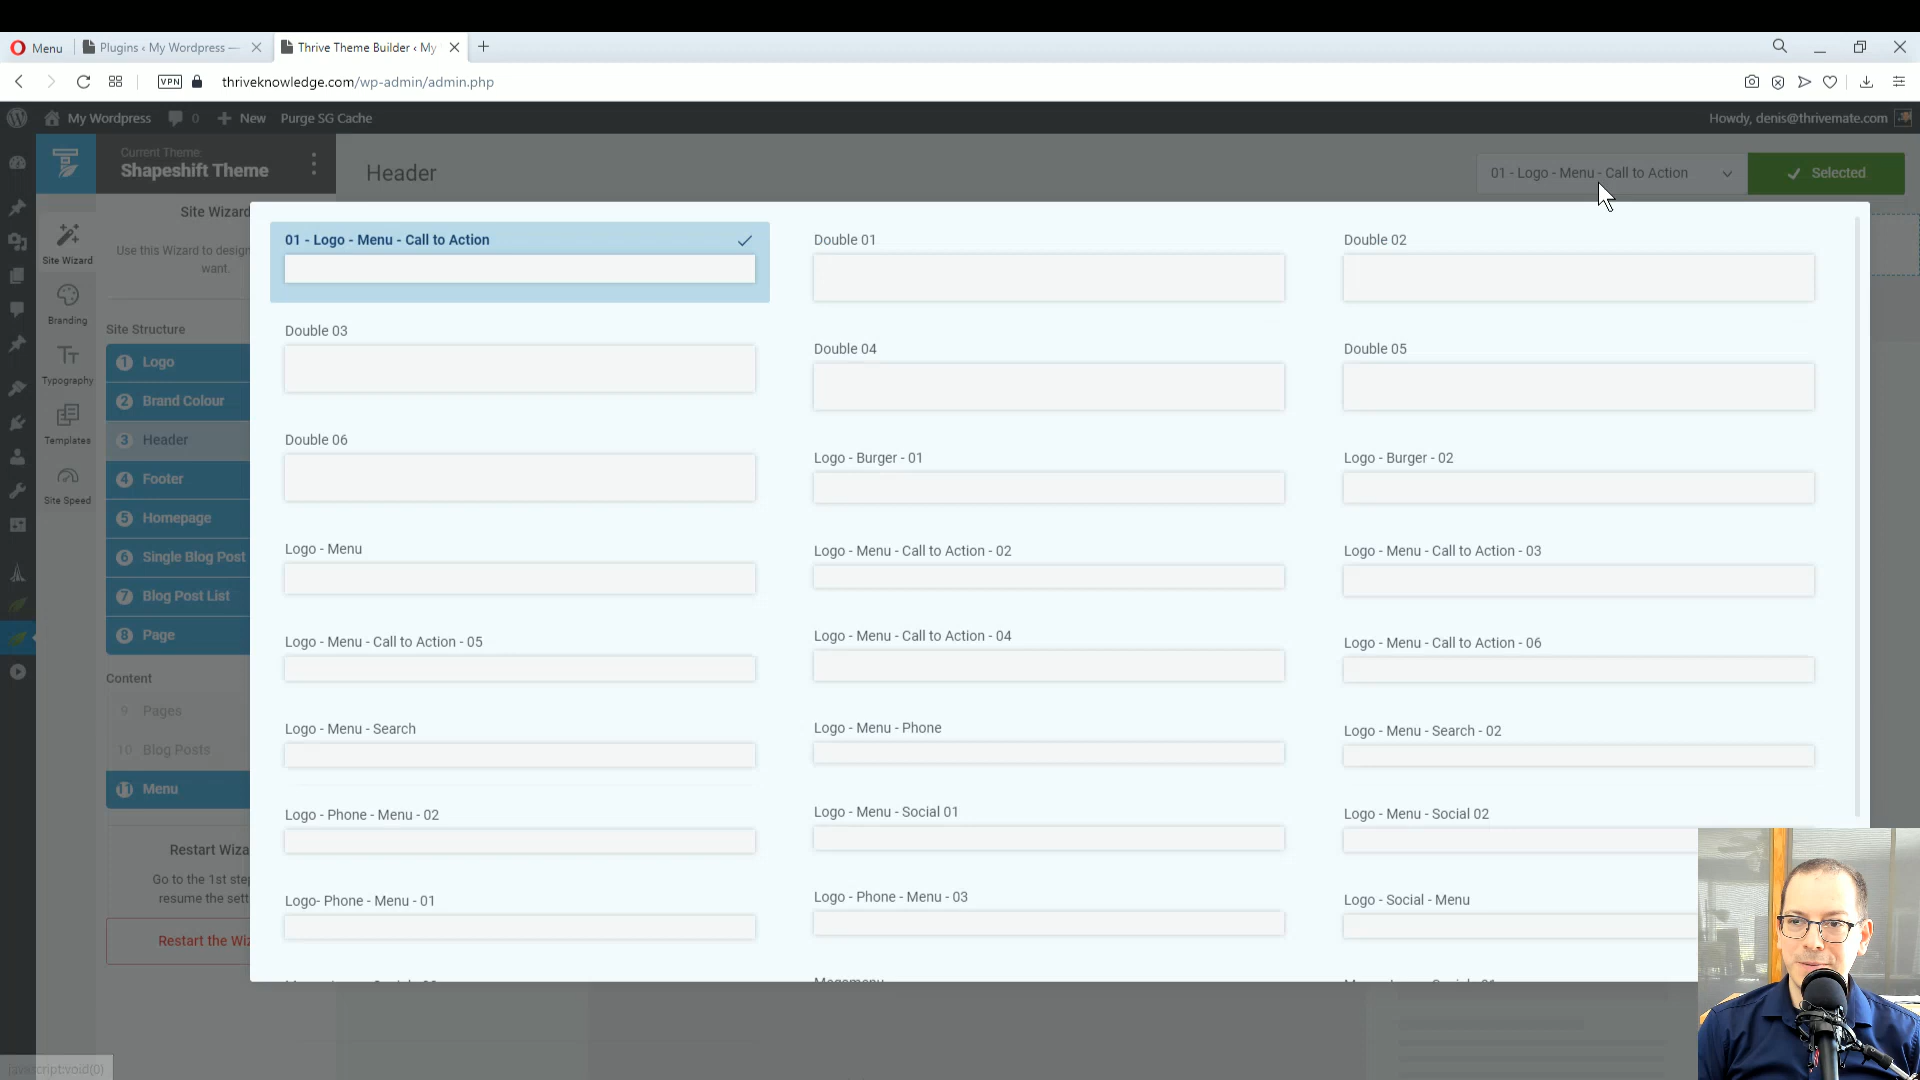 Menu
Plugins ‹ My Wordpress —
Thrive Theme Builder ‹ My
VPN
thriveknowledge.com/wp-admin/admin.php
My Wordpress
0
New
Purge SG Cache
Howdy, denis@thrivemate.com
Current Theme:
Shapeshift Theme
Header
01 - Logo - Menu - Call to Action
Selected
Site Wizard
Use this Wizard to design
want.
Site Wizard
Branding
Typography
Templates
Site Speed
Site Structure
1 Logo
2 Brand Colour
3 Header
4 Footer
5 Homepage
6 Single Blog Post
7 Blog Post List
8 Page
Content
9 Pages
10 Blog Posts
11 Menu
Restart Wiza
Go to the 1st step
resume the sett
Restart the Wiz
01 - Logo - Menu - Call to Action
Double 01
Double 02
Double 03
Double 04
Double 05
Double 06
Logo - Burger - 01
Logo - Burger - 02
Logo - Menu
Logo - Menu - Call to Action - 02
Logo - Menu - Call to Action - 03
Logo - Menu - Call to Action - 05
Logo - Menu - Call to Action - 04
Logo - Menu - Call to Action - 06
Logo - Menu - Search
Logo - Menu - Phone
Logo - Menu - Search - 02
Logo - Phone - Menu - 02
Logo - Menu - Social 01
Logo - Menu - Social 02
Logo- Phone - Menu - 01
Logo - Phone - Menu - 03
Logo - Social - Menu
javascript:void(0)